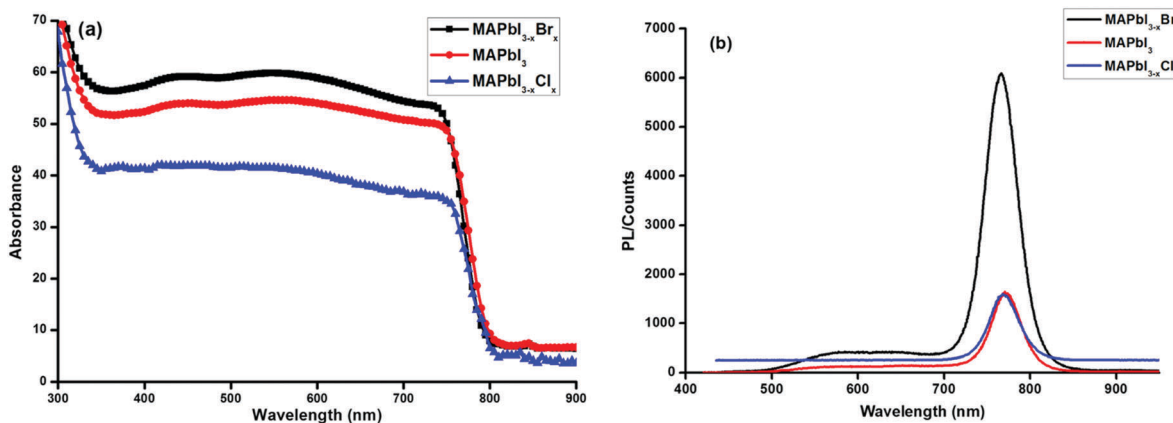 (a)
MAPbI3-xBrx
MAPbI3
MAPbI3-xClx
Absorbance
70
60
50
40
30
20
10
0
300 400 500 600 700 800 900
Wavelength (nm)
(b)
MAPbI3-xBr
MAPbI3
MAPbI3-xCl
PL/Counts
7000
6000
5000
4000
3000
2000
1000
0
400 500 600 700 800 900
Wavelength (nm)